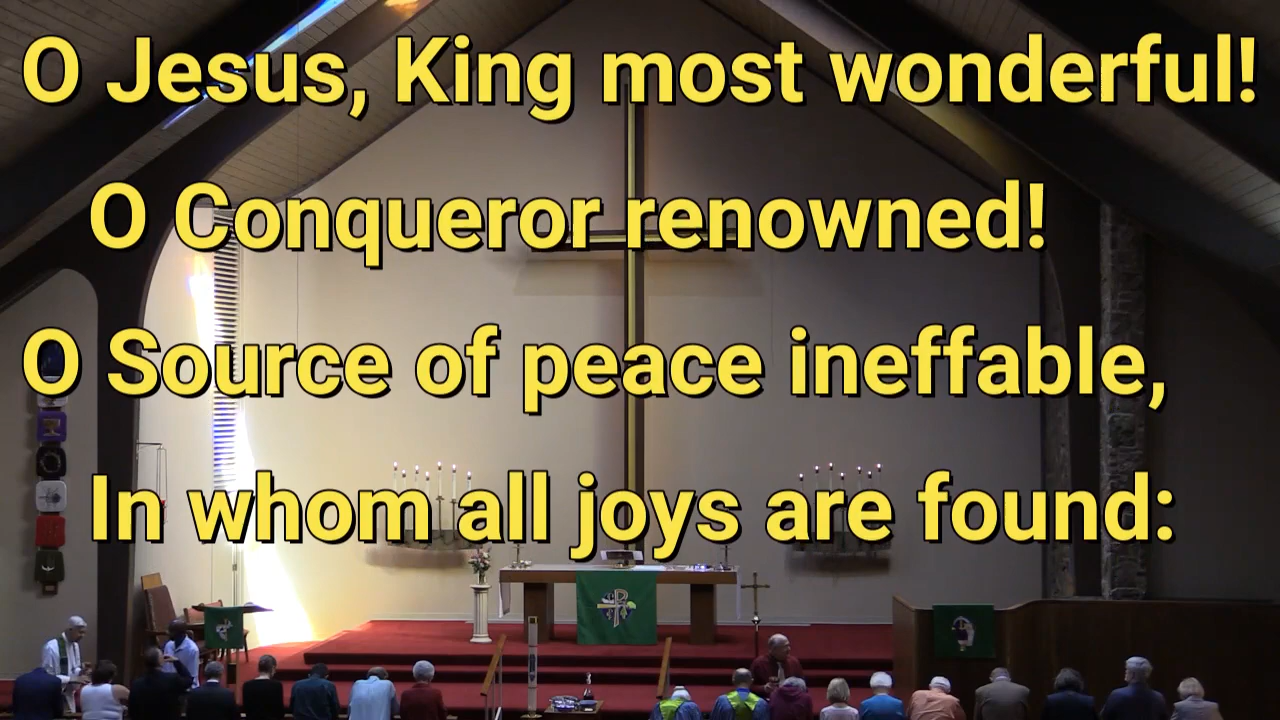 O Jesus, King most wonderful!
O Conqueror renowned!
O Source of peace ineffable,
In whom all joys are found: